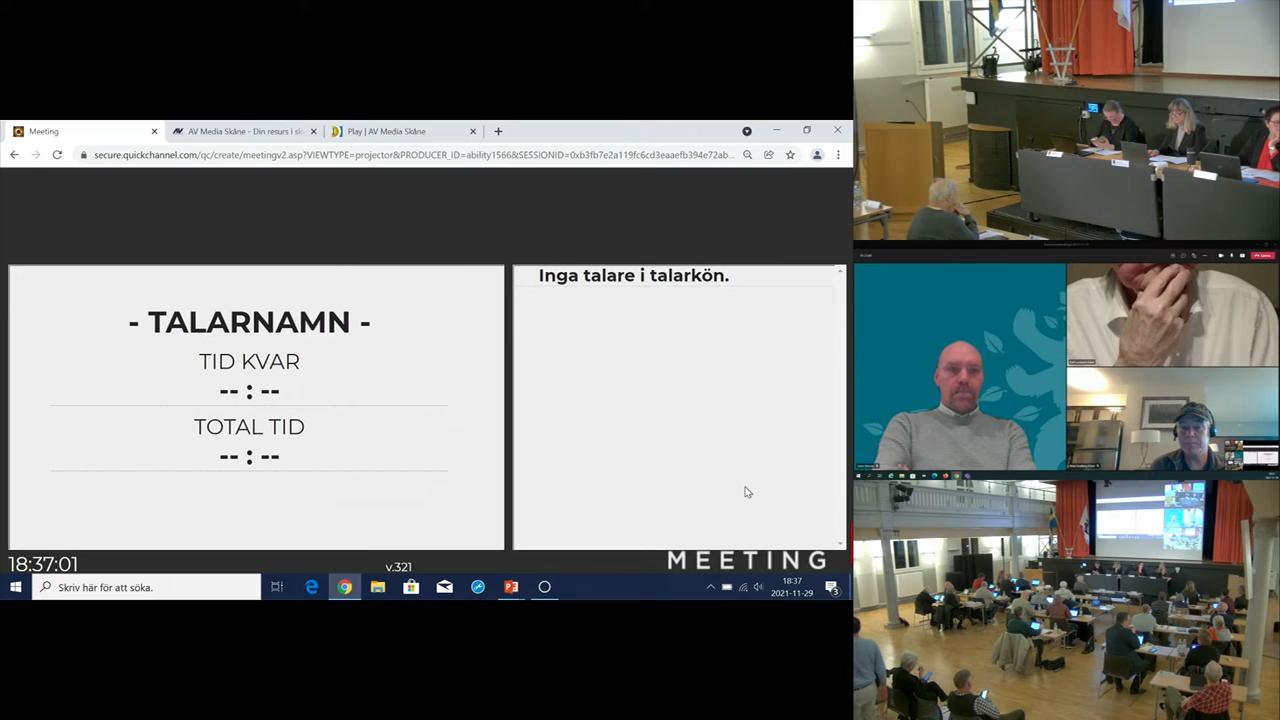 Meeting
AV Media Skåne - Din resurs i sk
Play | AV Media Skåne
secure.quickchannel.com/qc/create/meetingv2.asp?VIEWTYPE=projector&PRODUCER_ID=ability1566&SESSIONID=0xb3fb7e2a119fc6cd3eaaefb394e72ab...
- TALARNAMN -
TID KVAR
-- : --
TOTAL TID
-- : --
Inga talare i talarkön.
18:37:01
v.321
MEETING
Skriv här för att söka.
18:37
2021-11-29
3